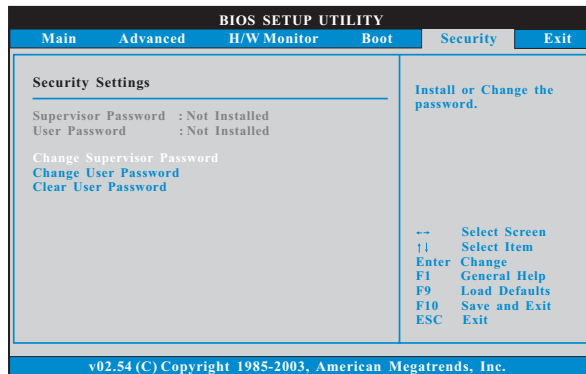 BIOS SETUP UTILITY
Main Advanced H/W Monitor Boot Security Exit
Security Settings
Supervisor Password : Not Installed
User Password : Not Installed
Change Supervisor Password
Change User Password
Clear User Password
Install or Change the
password.
←→ Select Screen
↑↓ Select Item
Enter Change
F1 General Help
F9 Load Defaults
F10 Save and Exit
ESC Exit
v02.54 (C) Copyright 1985-2003, American Megatrends, Inc.